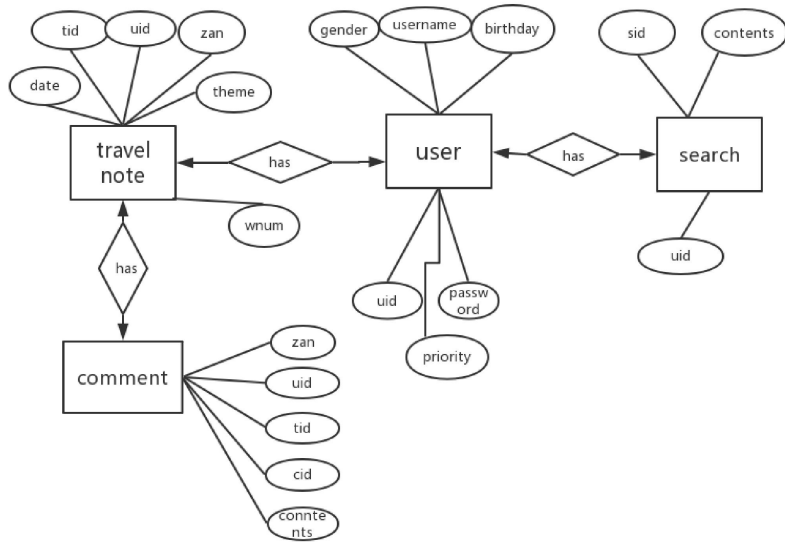 tid
uid
zan
date
theme
travel
note
has
wnum
gender
username
birthday
user
uid
passw
ord
priority
has
sid
contents
search
uid
has
comment
zan
uid
tid
cid
connte
nts